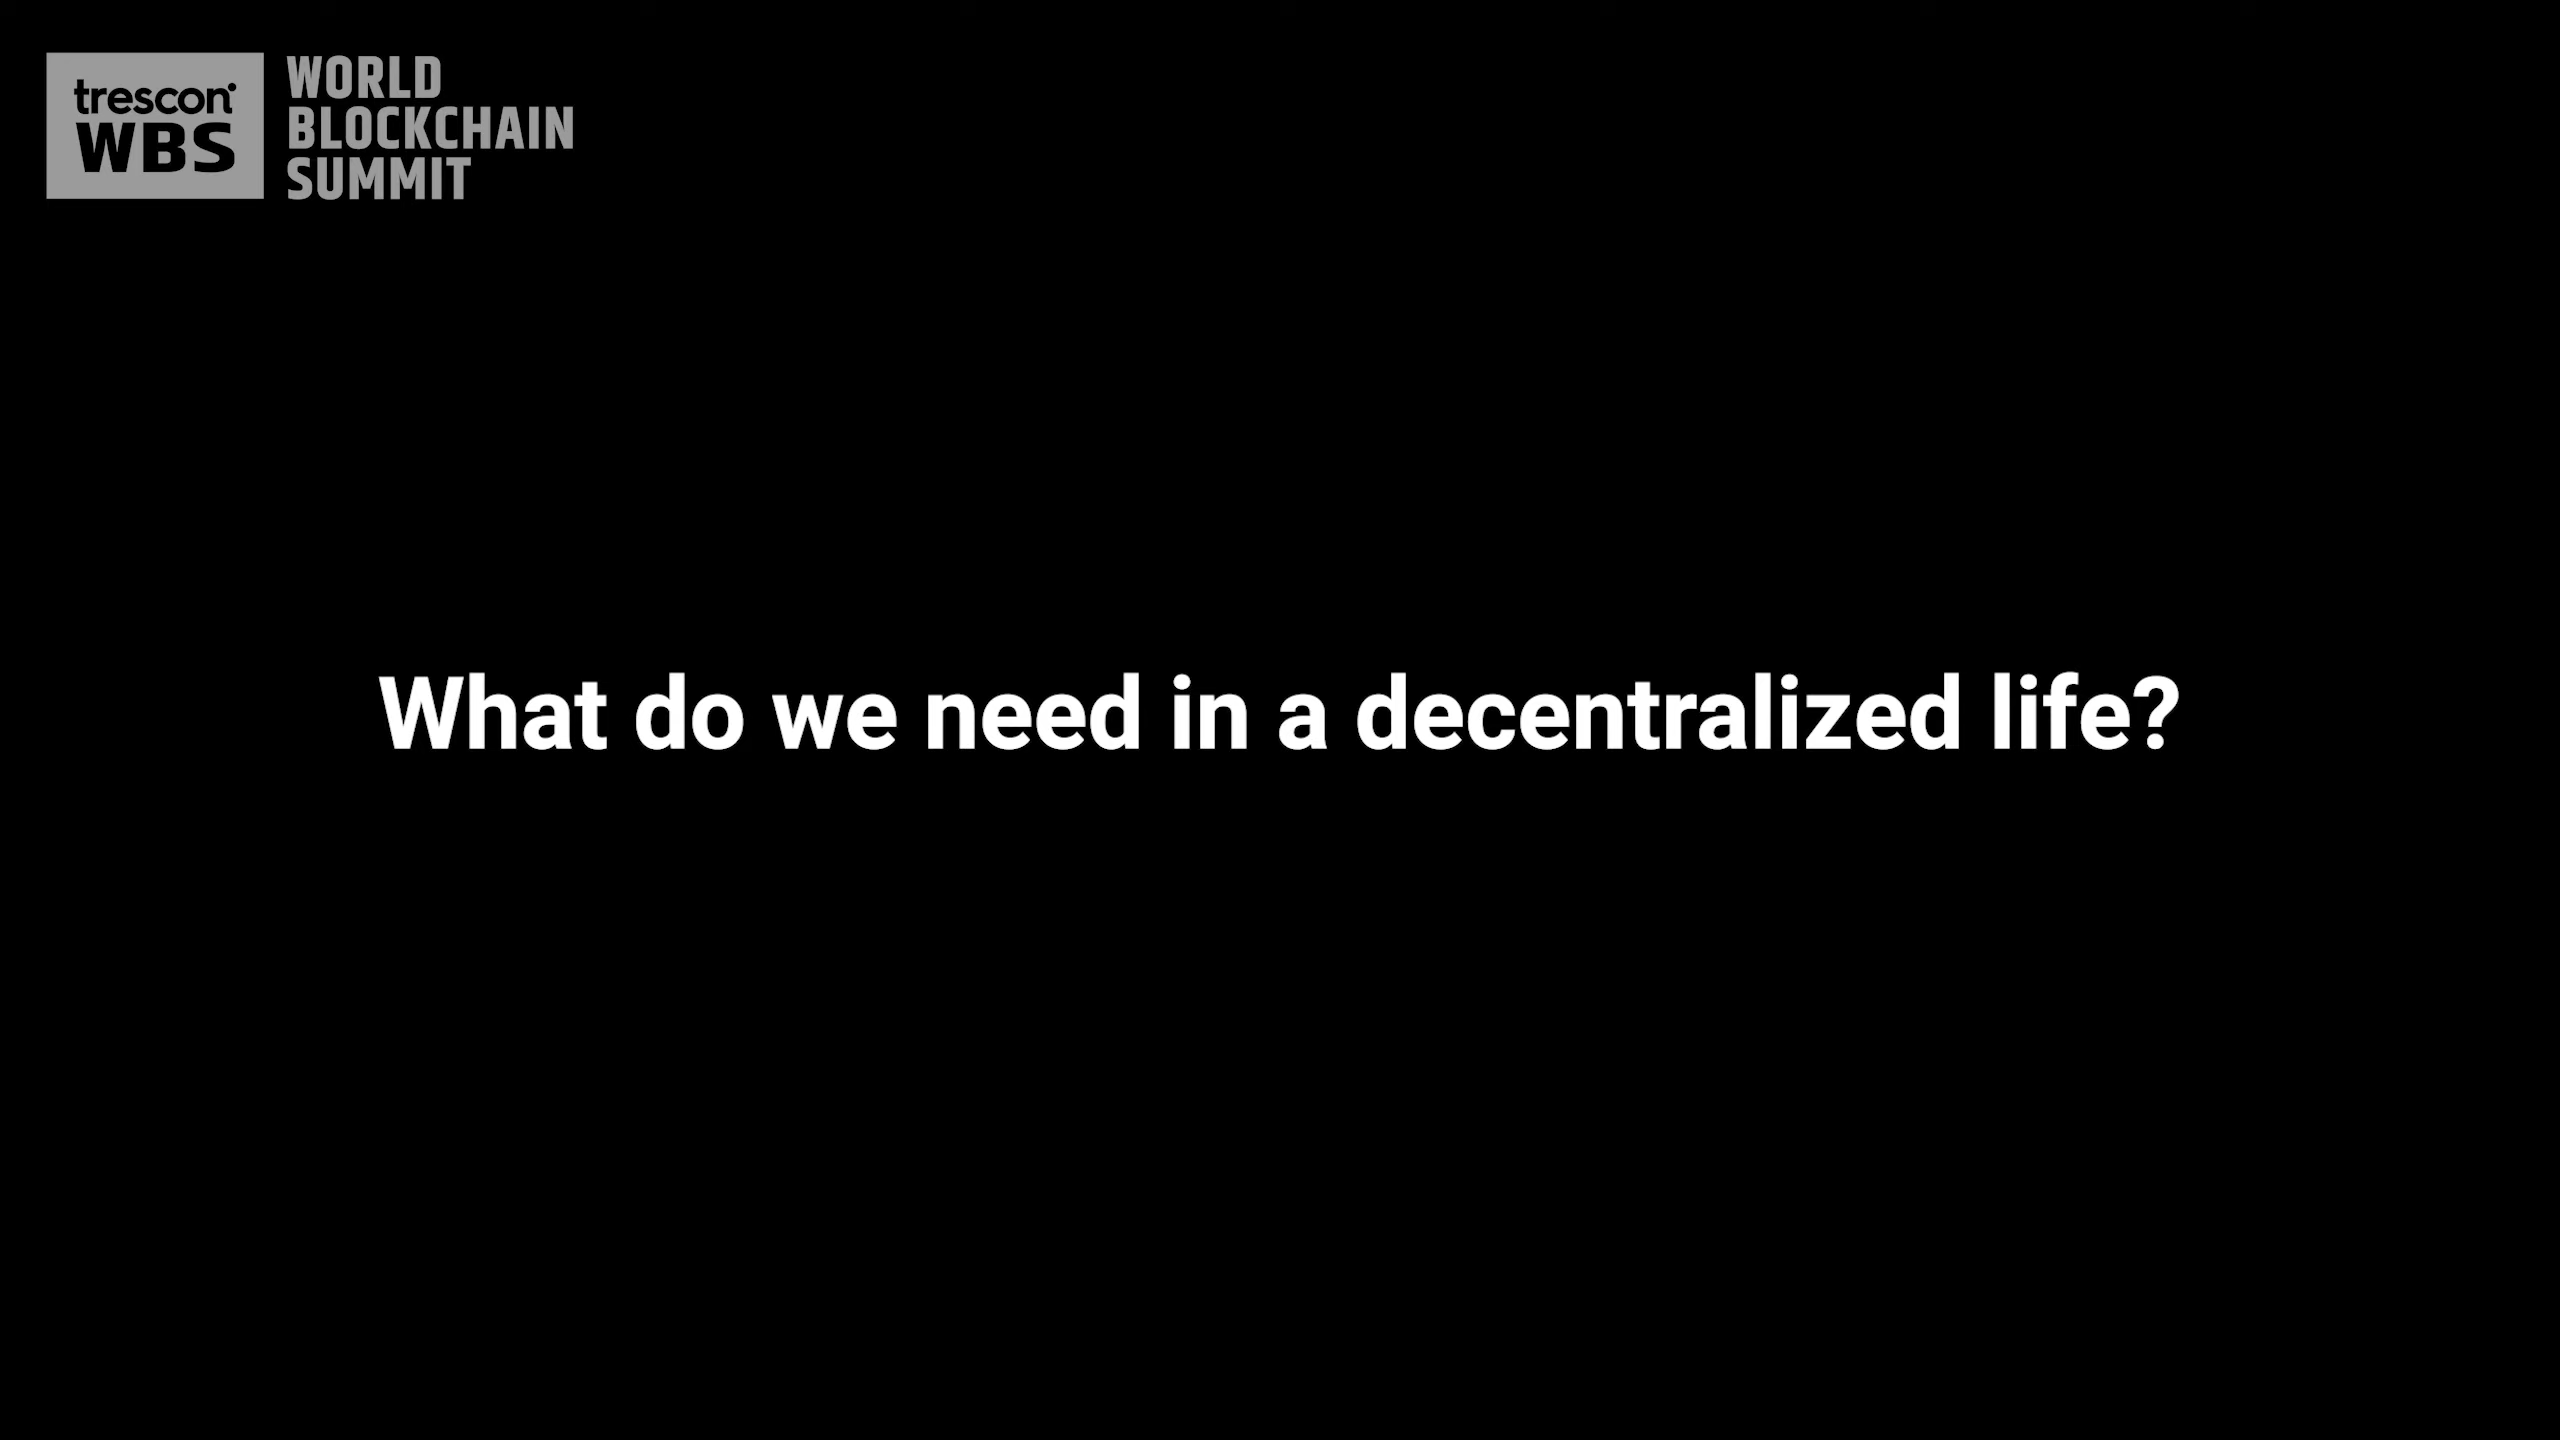 trescon
WBS
WORLD
BLOCKCHAIN
SUMMIT
What do we need in a decentralized life?